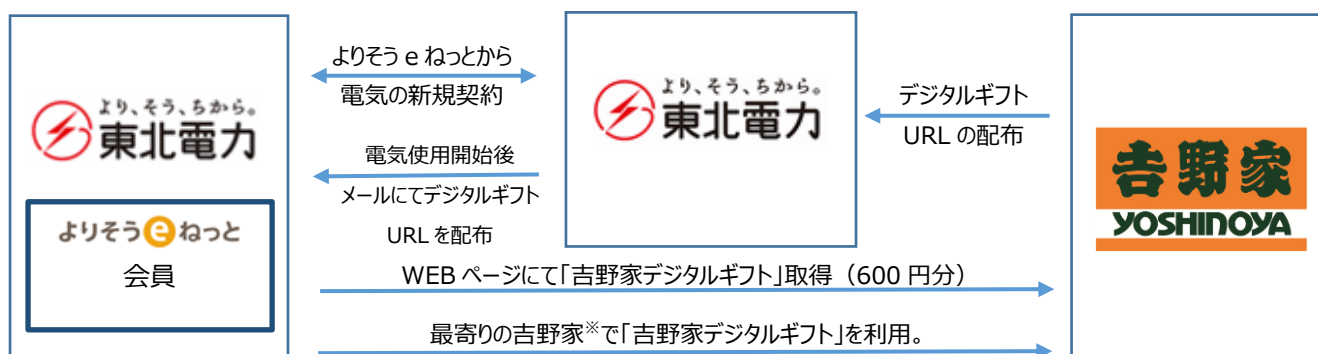 より、そう、ちから。
東北電力
よりそうeねっと
会員
よりそう e ねっとから
電気の新規契約
電気使用開始後
メールにてデジタルギフト
URL を配布
より、そう、ちから。
東北電力
デジタルギフト
URL の配布
吉野家
YOSHINOYA
WEB ページにて「吉野家デジタルギフト」取得（600 円分）
最寄りの吉野家※で「吉野家デジタルギフト」を利用。